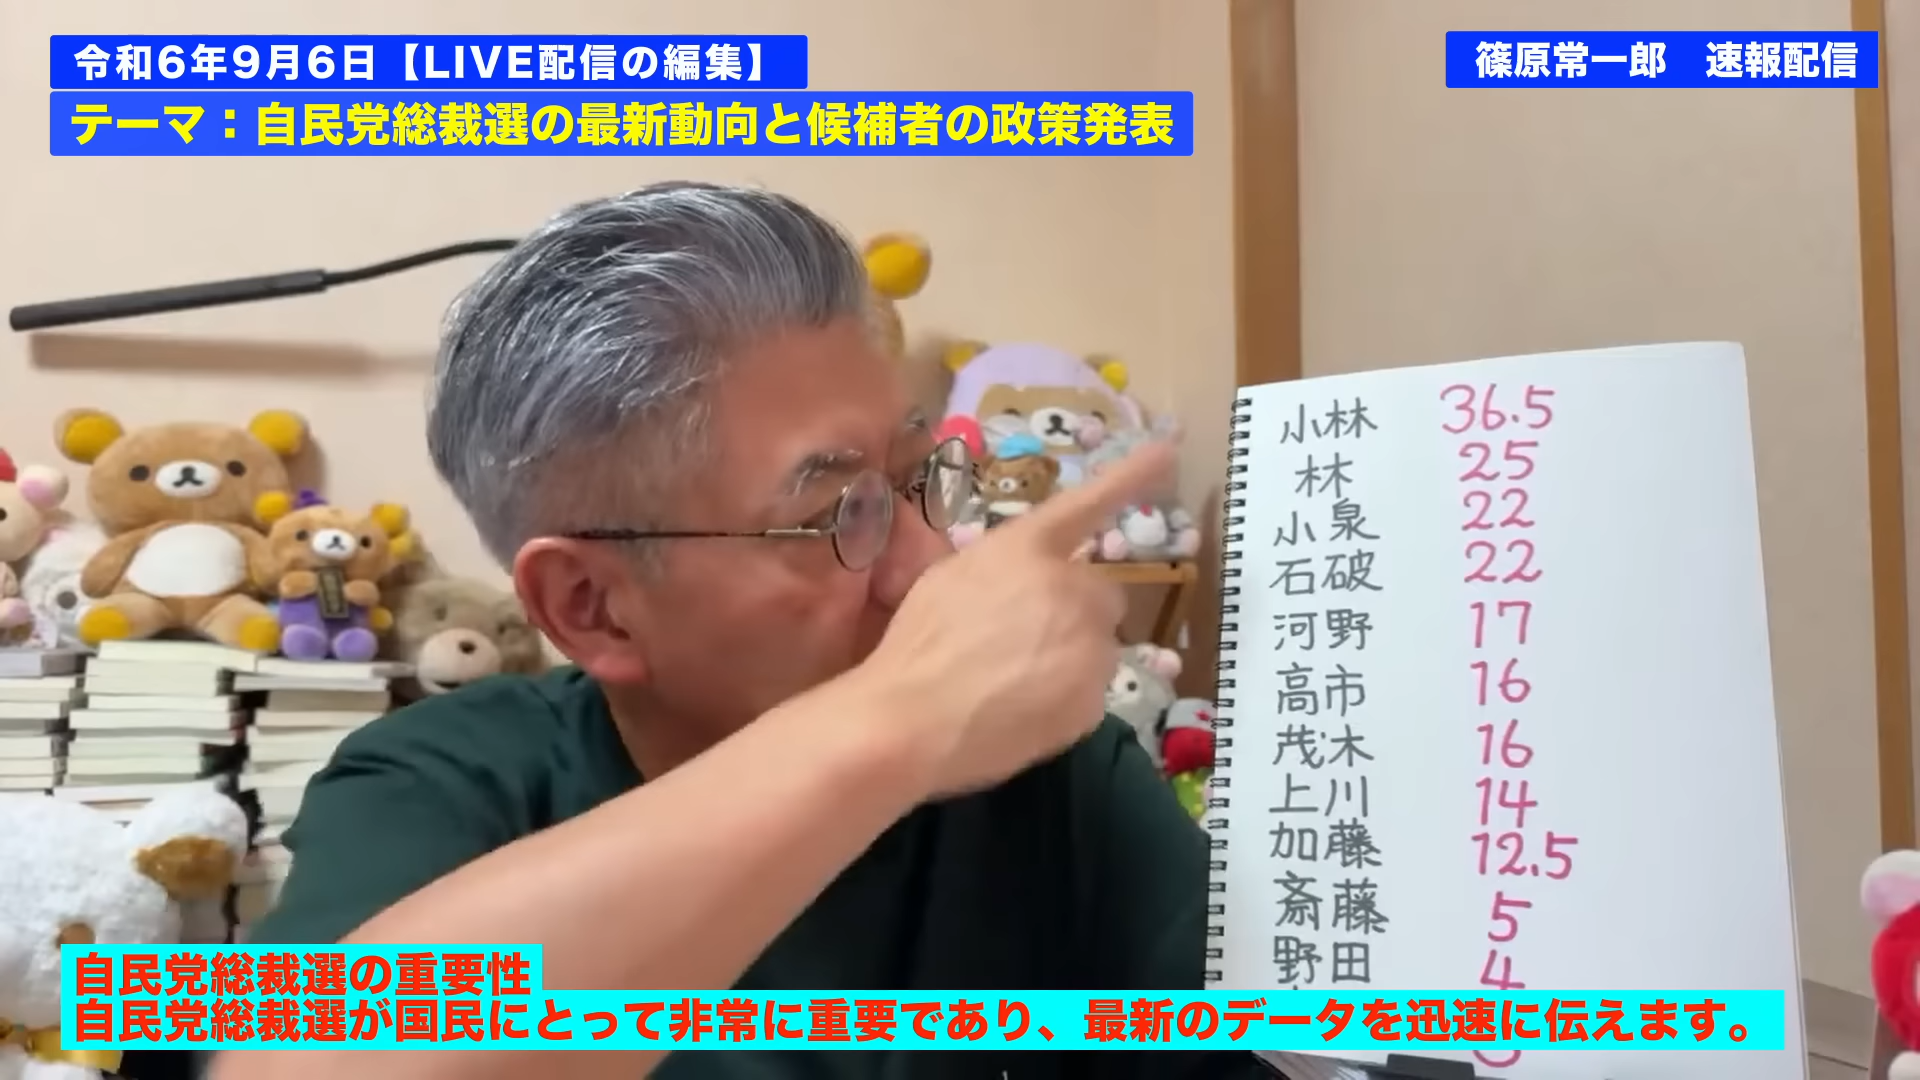 令和6年9月6日【LIVE配信の編集】
篠原常一郎　速報配信
テーマ：自民党総裁選の最新動向と候補者の政策発表
小林 36.5
林 25
小泉 22
石破 22
河野 17
高市 16
茂木 16
上川 14
加藤 12.5
斎藤 5
野田 4
自民党総裁選の重要性
自民党総裁選が国民にとって非常に重要であり、最新のデータを迅速に伝えます。